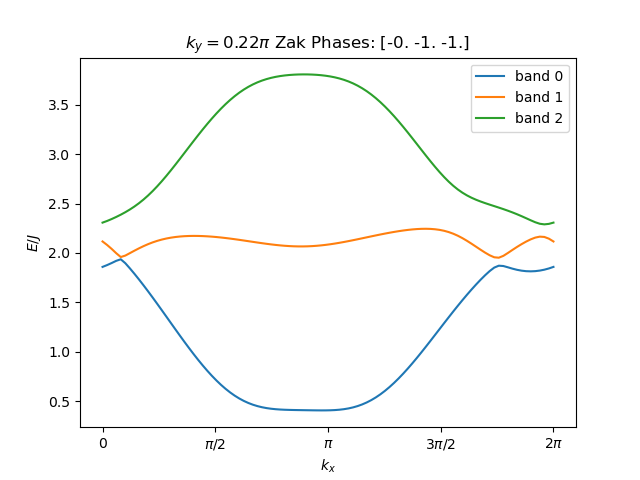 k_y = 0.22π Zak Phases: [-0. -1. -1.]
band 0
band 1
band 2
E/J
3.5
3.0
2.5
2.0
1.5
1.0
0.5
0 π/2 π 3π/2 2π
k_x